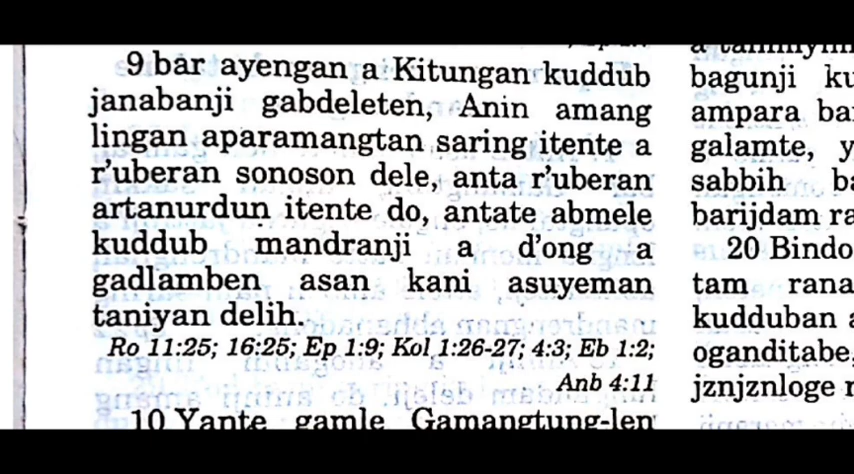 9 bar ayengan a Kitungan kuddub
janabanji gabdeleten, Anin amang
lingan aparamangtan saring itente a
r'uberan sonoson dele, anta r'uberan
artanurdun itente do, antate abmele
kuddub mandranji a d'ong a
gadlamben asan kani asuyeman
taniyan delih.
Ro 11:25; 16:25; Ep 1:9; Kol 1:26-27; 4:3; Eb 1:2;
Anb 4:11
10 Yante gamle Gamangtung-len
bagunji
ampara
galamte,
sabbih
barijdam
20 Bindo
tam
kudduban
oganditabe,
jznjznloge